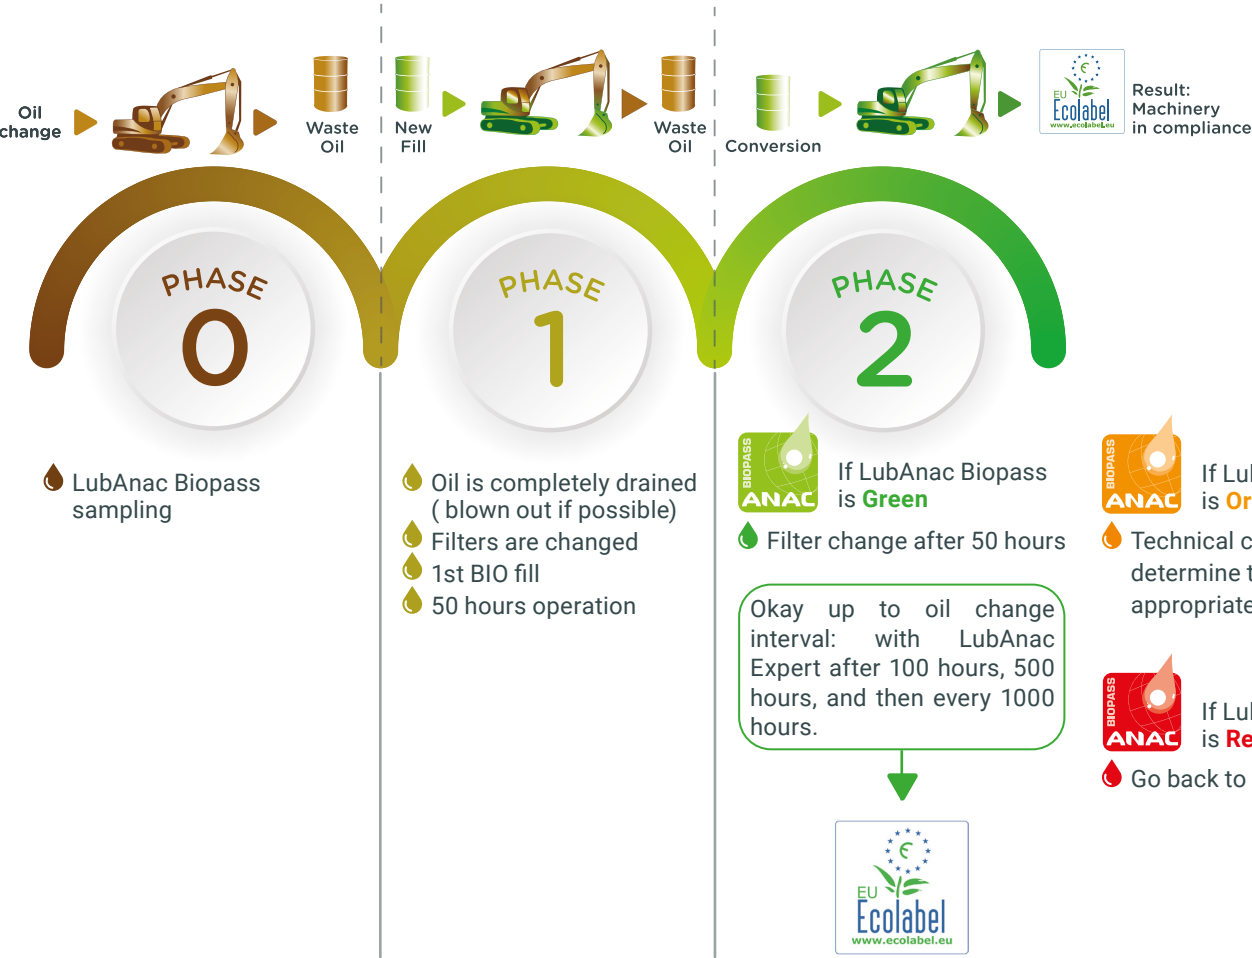 Oil
change
Waste
Oil
New
Fill
Waste
Oil
Conversion
EU
Ecolabel
www.ecolabel.eu
Result:
Machinery
in compliance
PHASE
0
PHASE
1
PHASE
2
LubAnac Biopass
sampling
Oil is completely drained
( blown out if possible)
Filters are changed
1st BIO fill
50 hours operation
BIOPASS
ANAC
If LubAnac Biopass
is Green
Filter change after 50 hours
Okay up to oil change
interval: with LubAnac
Expert after 100 hours, 500
hours, and then every 1000
hours.
EU
Ecolabel
www.ecolabel.eu
BIOPASS
ANAC
If
is
Technical
determine
appropriate
BIOPASS
ANAC
If
is
Go back to